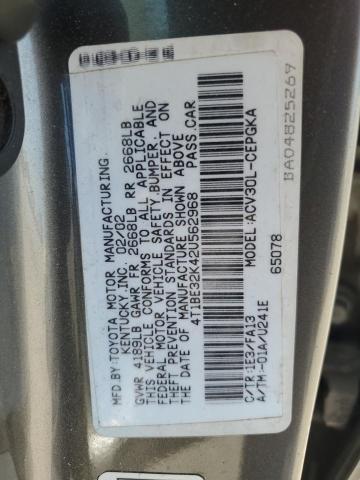 MFD.BY:TOYOTA MOTOR MANUFACTURING,
KENTUCKY,INC. 02/02
GVWR 4189LB GAWR FR 2668LB RR 2668LB
THIS VEHICLE CONFORMS TO ALL APPLICABLE
FEDERAL MOTOR VEHICLE SAFETY,BUMPER, AND
THEFT PREVENTION STANDARDS IN EFFECT ON
THE DATE OF MANUFACTURE SHOWN ABOVE
4T1BE32K42U562968 PASS.CAR
MODEL:ACV30L-CEPGKA
65078
C/TR:1E3/FA13
A/TM:-01A/U241E
BA04825269